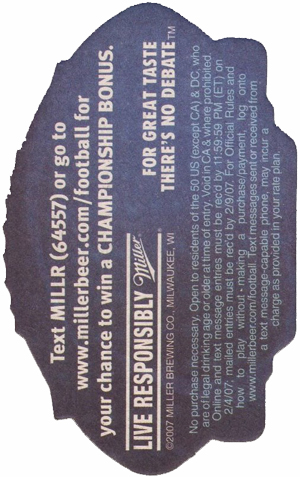 Text MILLR (64557) or go to
www.millerbeer.com/football for
your chance to win a CHAMPIONSHIP BONUS.
LIVE RESPONSIBLY Miller
©2007 MILLER BREWING CO., MILWAUKEE, WI
FOR GREAT TASTE
THERE'S NO DEBATE™
No purchase necessary. Open to residents of the 50 US (except CA) & DC, who
are of legal drinking age or older at time of entry. Void in CA & where prohibited.
Online and text message entries must be rec'd by 11:59:59 PM (ET) on
2/4/07; mailed entries must be rec'd by 2/9/07. For Official Rules and
how to play without making a purchase/payment, log onto
www.millerbeer.com/football. Text messages sent or received from
a text message-capable phone may incur a
charge as provided in your rate plan.